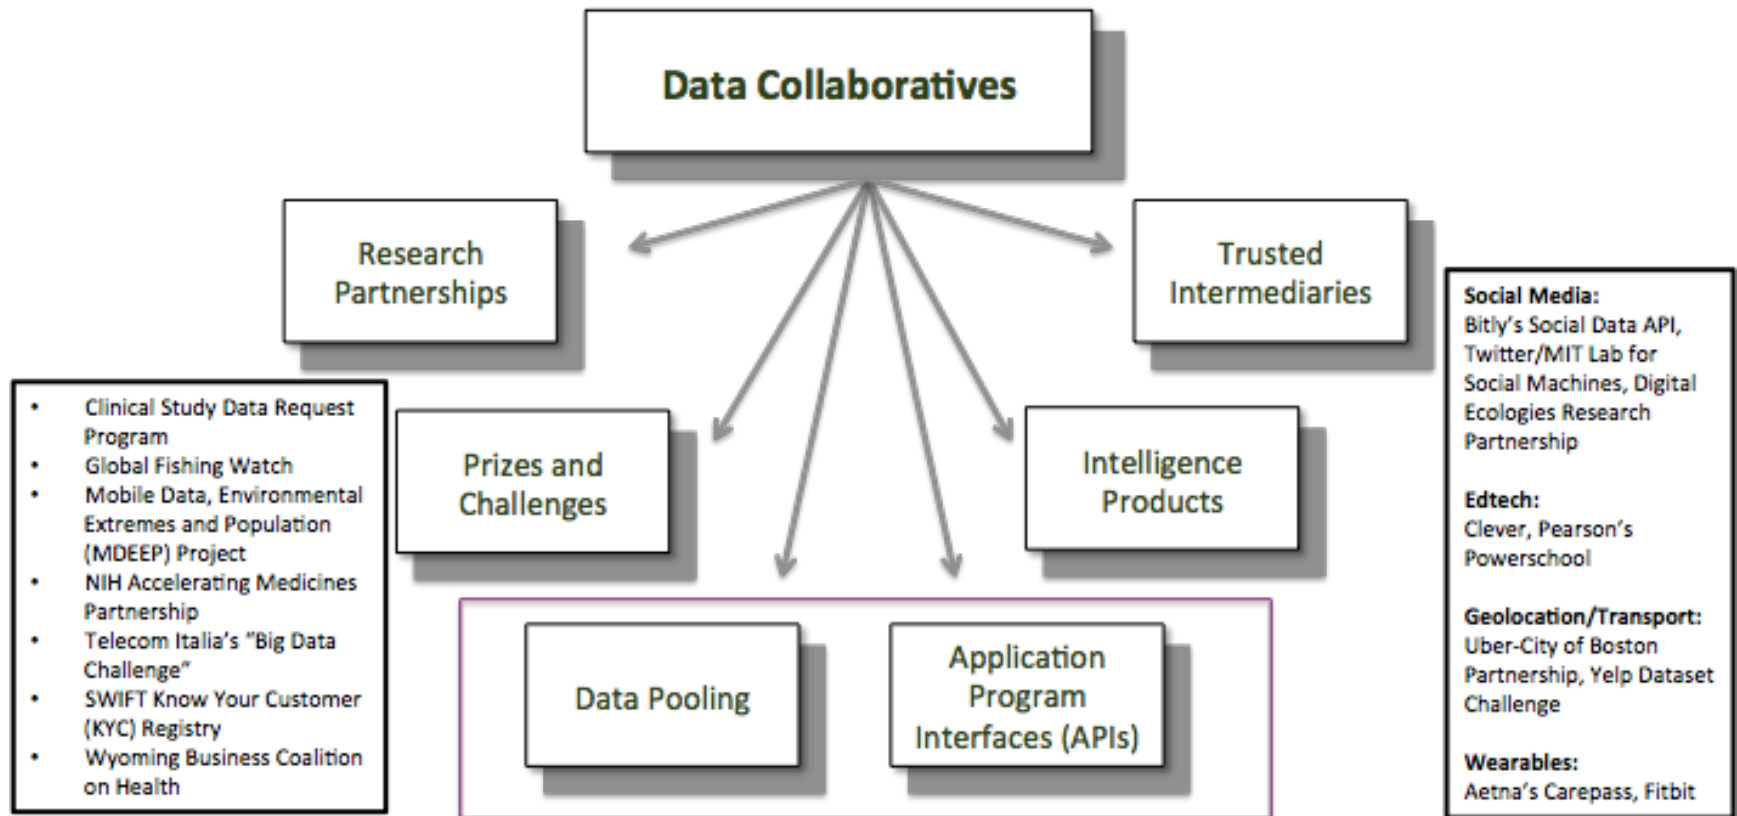 Data Collaboratives
Research
Partnerships
Trusted
Intermediaries
Prizes and
Challenges
Intelligence
Products
Data Pooling
Application
Program
Interfaces (APIs)
• Clinical Study Data Request
Program
• Global Fishing Watch
• Mobile Data, Environmental
Extremes and Population
(MDEEP) Project
• NIH Accelerating Medicines
Partnership
• Telecom Italia's "Big Data
Challenge"
• SWIFT Know Your Customer
(KYC) Registry
• Wyoming Business Coalition
on Health
Social Media:
Bitly's Social Data API,
Twitter/MIT Lab for
Social Machines, Digital
Ecologies Research
Partnership
Edtech:
Clever, Pearson's
Powerschool
Geolocation/Transport:
Uber-City of Boston
Partnership, Yelp Dataset
Challenge
Wearables:
Aetna's Carepass, Fitbit